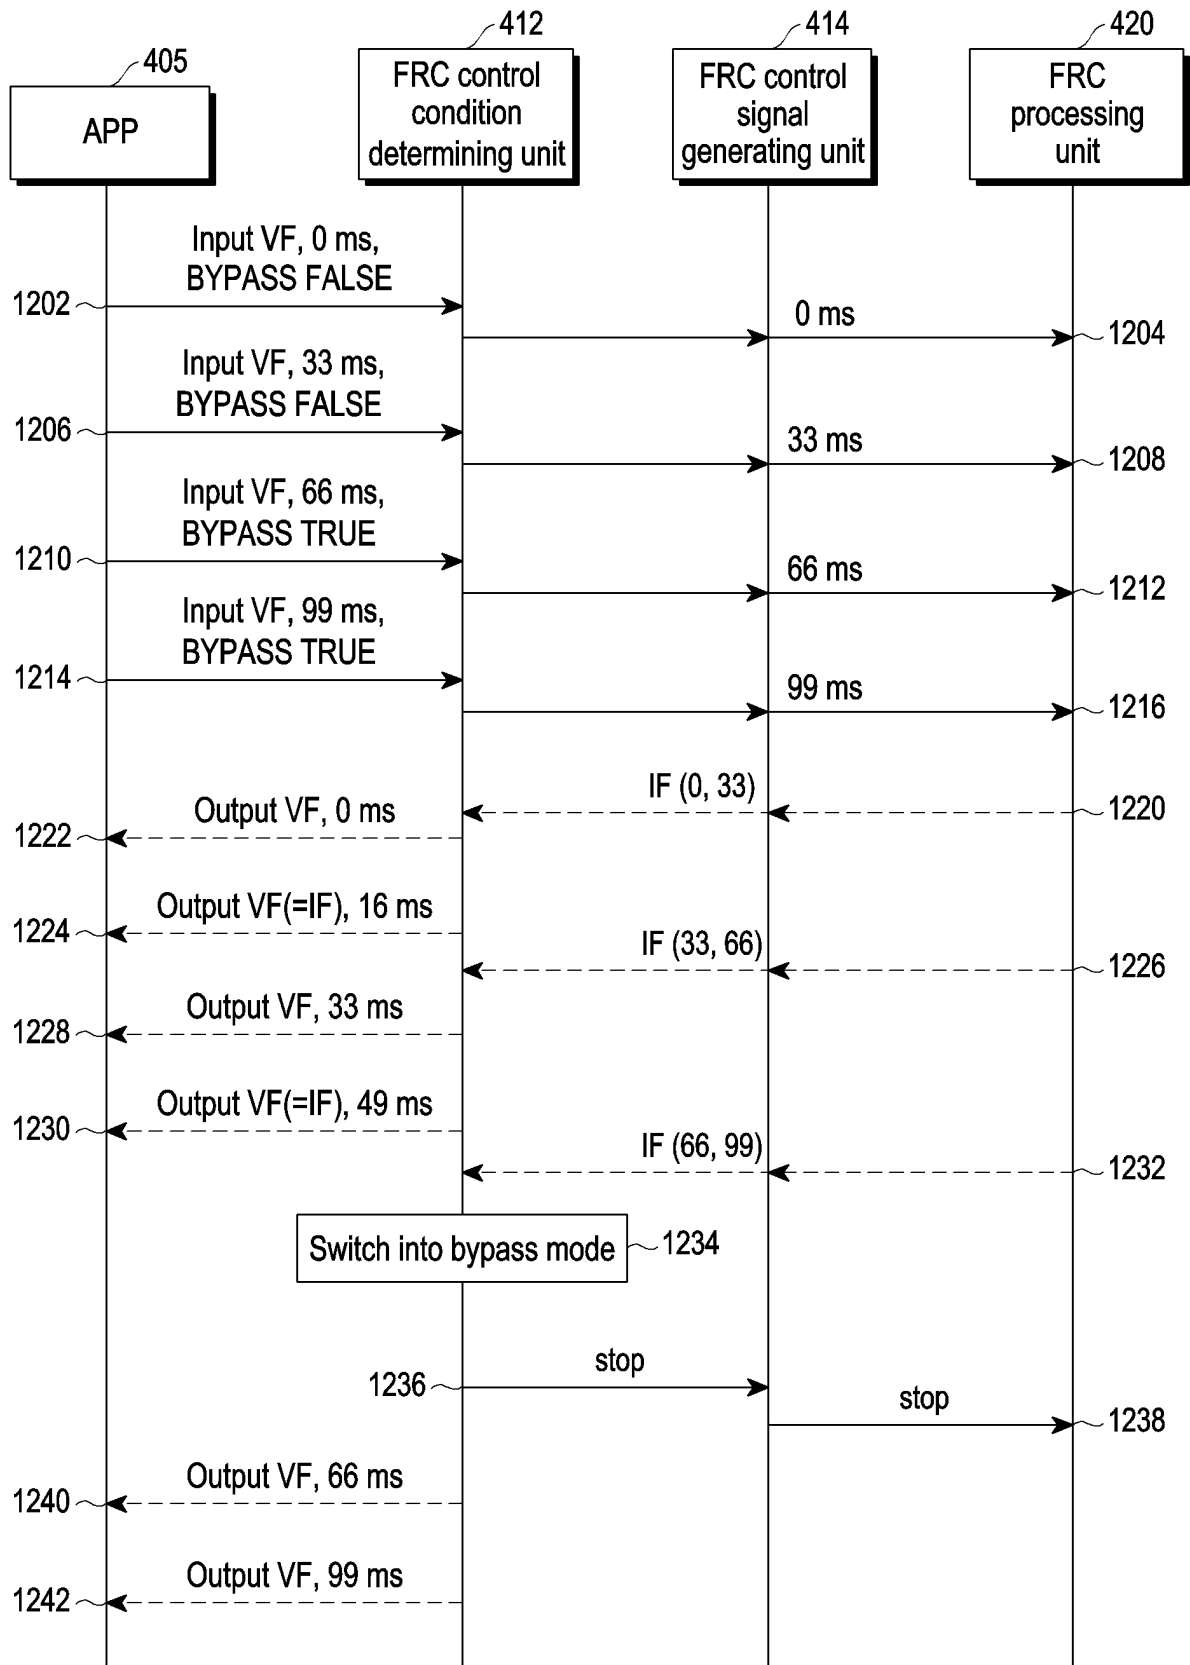 405
APP
412
FRC control
condition
determining unit
414
FRC control
signal
generating unit
420
FRC
processing
unit
Input VF, 0 ms,
BYPASS FALSE
1202
0 ms
1204
Input VF, 33 ms,
BYPASS FALSE
1206
33 ms
1208
Input VF, 66 ms,
BYPASS TRUE
1210
66 ms
1212
Input VF, 99 ms,
BYPASS TRUE
1214
99 ms
1216
IF (0, 33)
1220
Output VF, 0 ms
1222
Output VF(=IF), 16 ms
1224
IF (33, 66)
1226
Output VF, 33 ms
1228
Output VF(=IF), 49 ms
1230
IF (66, 99)
1232
Switch into bypass mode
1234
stop
1236
stop
1238
Output VF, 66 ms
1240
Output VF, 99 ms
1242